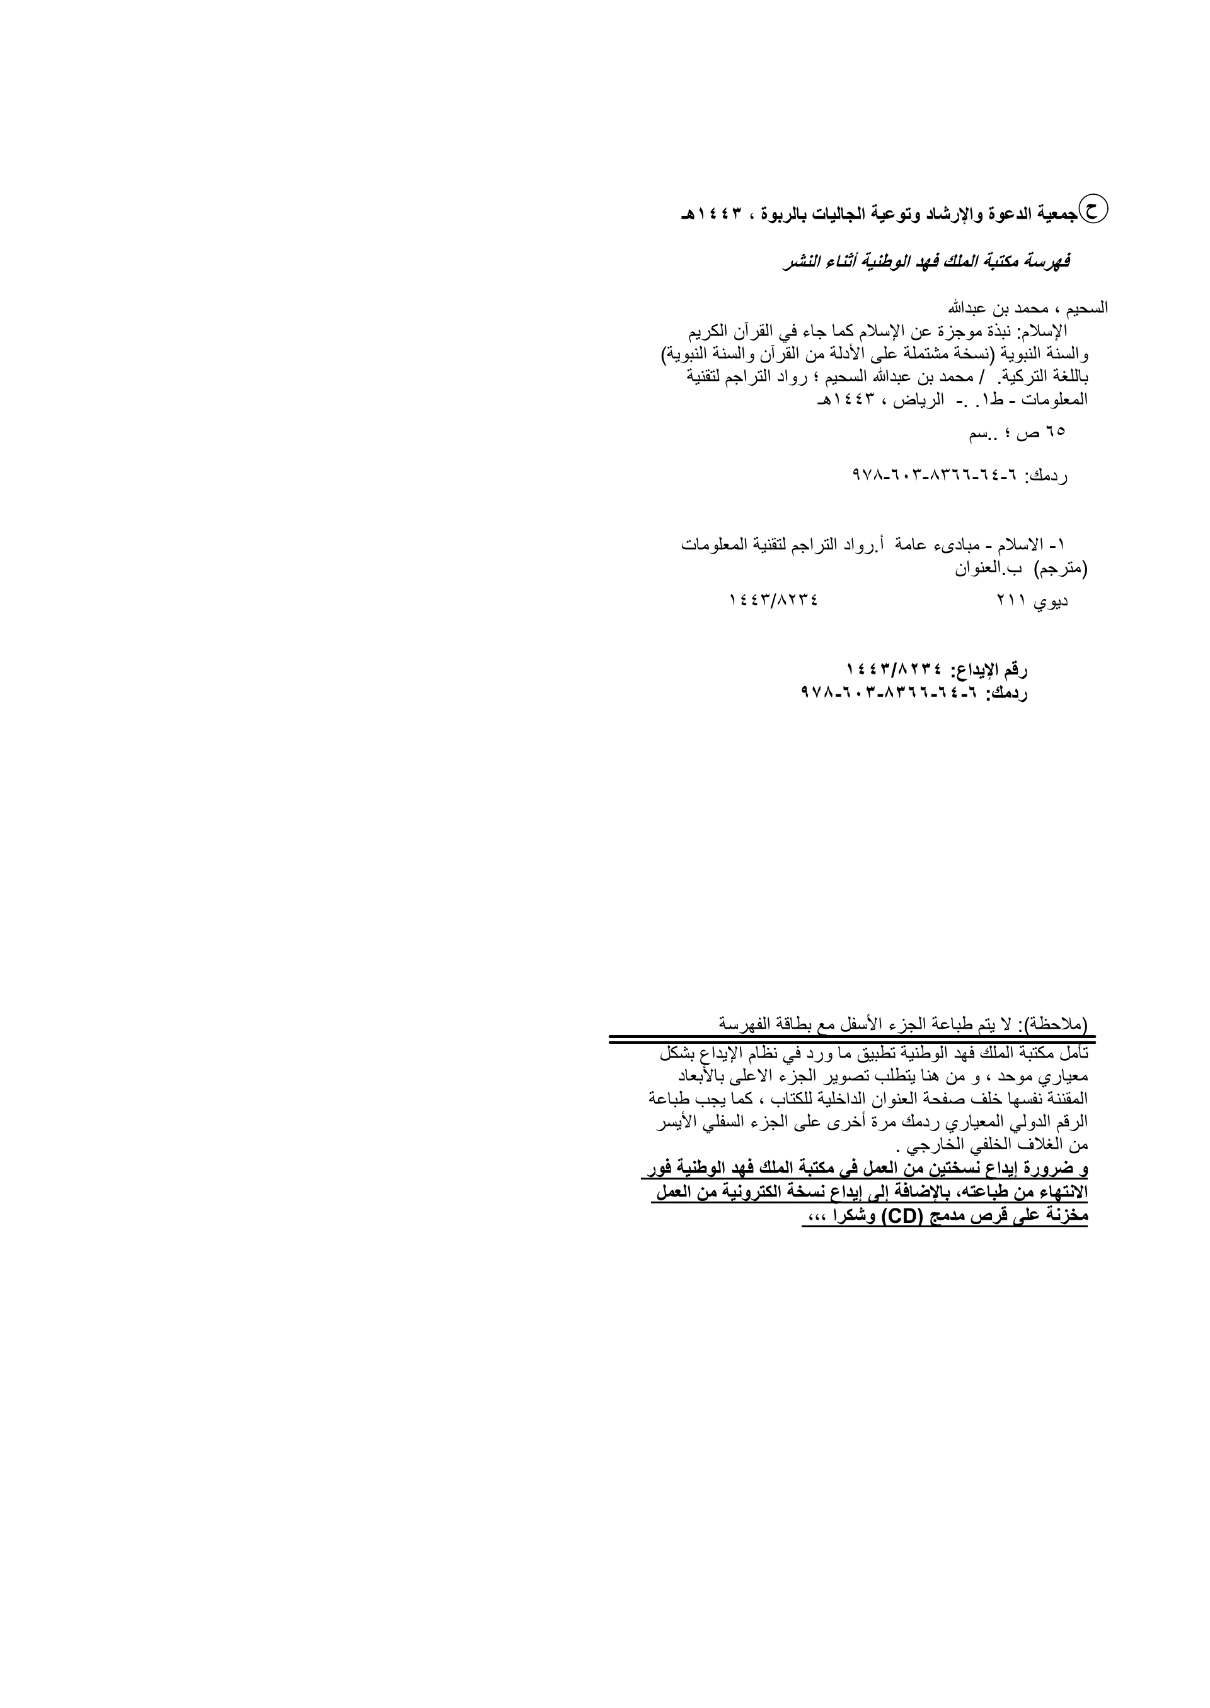 ح جمعية الدعوة والإرشاد وتوعية الجاليات بالربوة ، ١٤٤٣هـ
فهرسة مكتبة الملك فهد الوطنية أثناء النشر
السحيم ، محمد بن عبدالله
الإسلام: نبذة موجزة عن الإسلام كما جاء في القرآن الكريم
والسنة النبوية (نسخة مشتملة على الأدلة من القرآن والسنة النبوية)
باللغة التركية. / محمد بن عبدالله السحيم ؛ رواد التراجم لتقنية
المعلومات - ط١. .- الرياض ، ١٤٤٣هـ
٦٥ ص ؛ ..سم
ردمك: ٦-٦٤-٨٣٦٦-٦٠٣-٩٧٨
١- الاسلام - مبادىء عامة أ.رواد التراجم لتقنية المعلومات
(مترجم) ب.العنوان
ديوي ٢١١ ١٤٤٣/٨٢٣٤
رقم الإيداع: ١٤٤٣/٨٢٣٤
ردمك: ٦-٦٤-٨٣٦٦-٦٠٣-٩٧٨
(ملاحظة): لا يتم طباعة الجزء الأسفل مع بطاقة الفهرسة
تأمل مكتبة الملك فهد الوطنية تطبيق ما ورد في نظام الإيداع بشكل
معياري موحد ، و من هنا يتطلب تصوير الجزء الاعلى بالأبعاد
المقننة نفسها خلف صفحة العنوان الداخلية للكتاب ، كما يجب طباعة
الرقم الدولي المعياري ردمك مرة أخرى على الجزء السفلي الأيسر
من الغلاف الخلفي الخارجي .
و ضرورة إيداع نسختين من العمل في مكتبة الملك فهد الوطنية فور
الانتهاء من طباعته، بالإضافة إلى إيداع نسخة الكترونية من العمل
مخزنة على قرص مدمج (CD) وشكرا ،،،